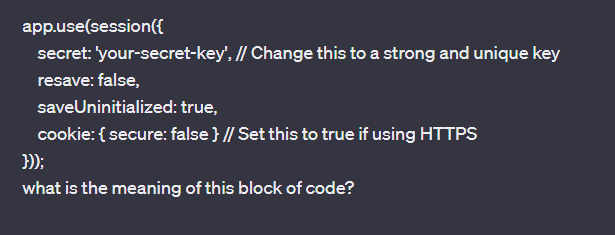 app.use(session({
secret: 'your-secret-key', // Change this to a strong and unique key
resave: false,
saveUninitialized: true,
cookie: { secure: false } // Set this to true if using HTTPS
}));
what is the meaning of this block of code?